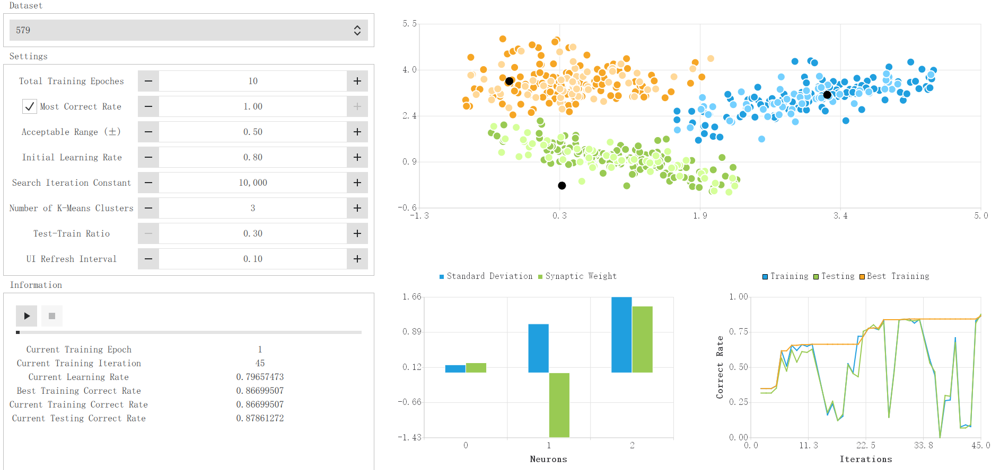 Dataset
579
Settings
Total Training Epoches 10
Most Correct Rate 1.00
Acceptable Range (±) 0.50
Initial Learning Rate 0.80
Search Iteration Constant 10,000
Number of K-Means Clusters 3
Test-Train Ratio 0.30
UI Refresh Interval 0.10
Information
Current Training Epoch 1
Current Training Iteration 45
Current Learning Rate 0.79657473
Best Training Correct Rate 0.86699507
Current Training Correct Rate 0.86699507
Current Testing Correct Rate 0.87861272
5.5
4.0
2.4
0.9
-0.6
-1.3 0.3 1.9 3.4 5.0
Standard Deviation Synaptic Weight
1.66
0.89
0.12
-0.66
-1.43
0 1 2
Neurons
Training Testing Best Training
Correct Rate
1.00
0.75
0.50
0.25
0.00
0.0 11.3 22.5 33.8 45.0
Iterations